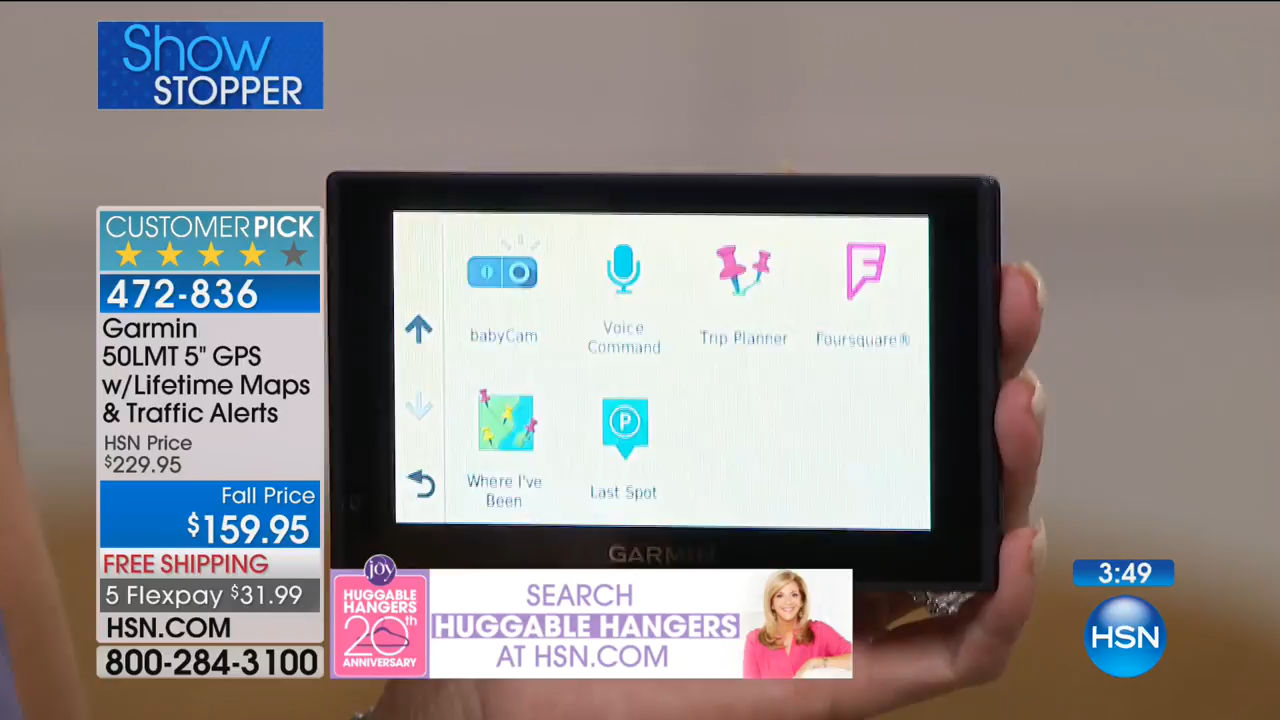 Show
STOPPER
CUSTOMER PICK
472-836
Garmin
50LMT 5" GPS
w/Lifetime Maps
& Traffic Alerts
HSN Price
$229.95
Fall Price
$159.95
FREE SHIPPING
5 Flexpay $31.99
HSN.COM
800-284-3100
babyCam
Voice
Command
Trip Planner
Foursquare®
P
Where I've
Been
Last Spot
GARMIN
joy
HUGGABLE
HANGERS
20th
ANNIVERSARY
SEARCH
HUGGABLE HANGERS
AT HSN.COM
3:49
HSN